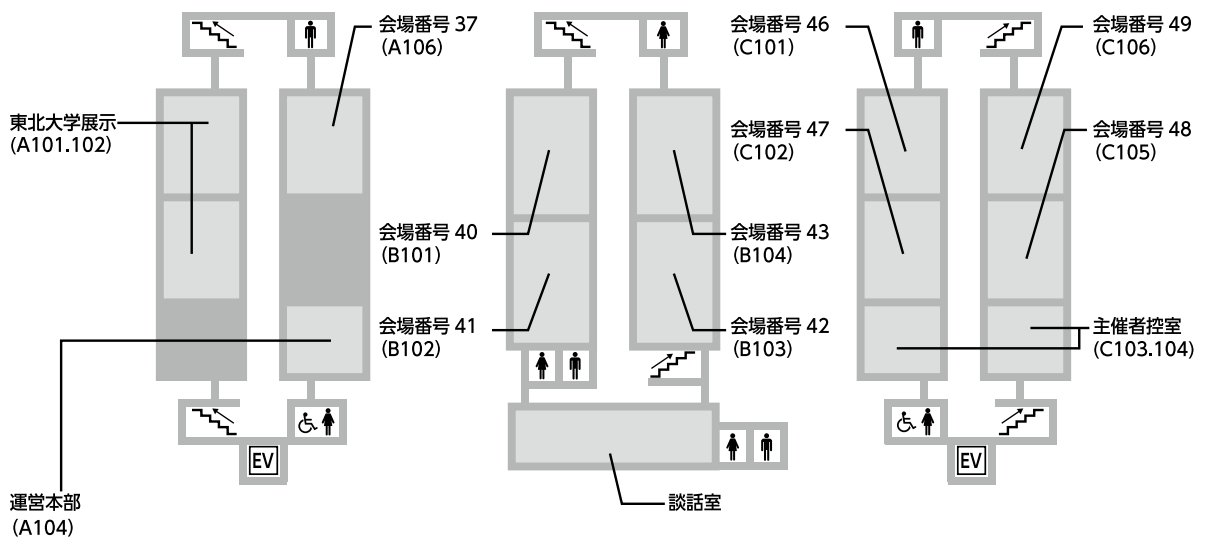 会場番号 37
(A106)
東北大学展示
(A101.102)
運営本部
(A104)
EV
会場番号 40
(B101)
会場番号 41
(B102)
会場番号 43
(B104)
会場番号 42
(B103)
談話室
会場番号 46
(C101)
会場番号 47
(C102)
会場番号 49
(C106)
会場番号 48
(C105)
主催者控室
(C103.104)
EV